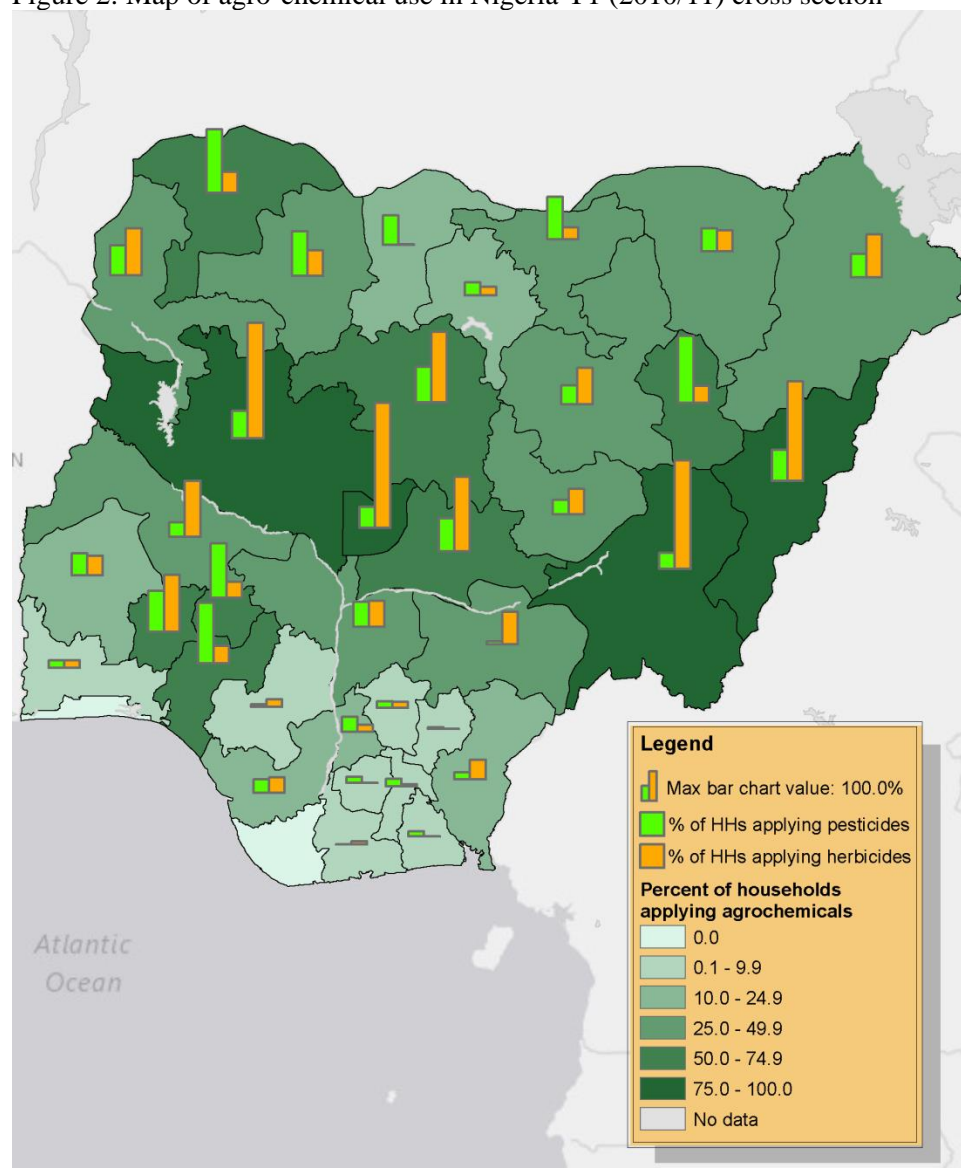 Figure 2: Map of agro-chemical use in Nigeria Y1 (2010/11) cross section
N
Atlantic
Ocean
Legend
Max bar chart value: 100.0%
% of HHs applying pesticides
% of HHs applying herbicides
Percent of households
applying agrochemicals
0.0
0.1 - 9.9
10.0 - 24.9
25.0 - 49.9
50.0 - 74.9
75.0 - 100.0
No data